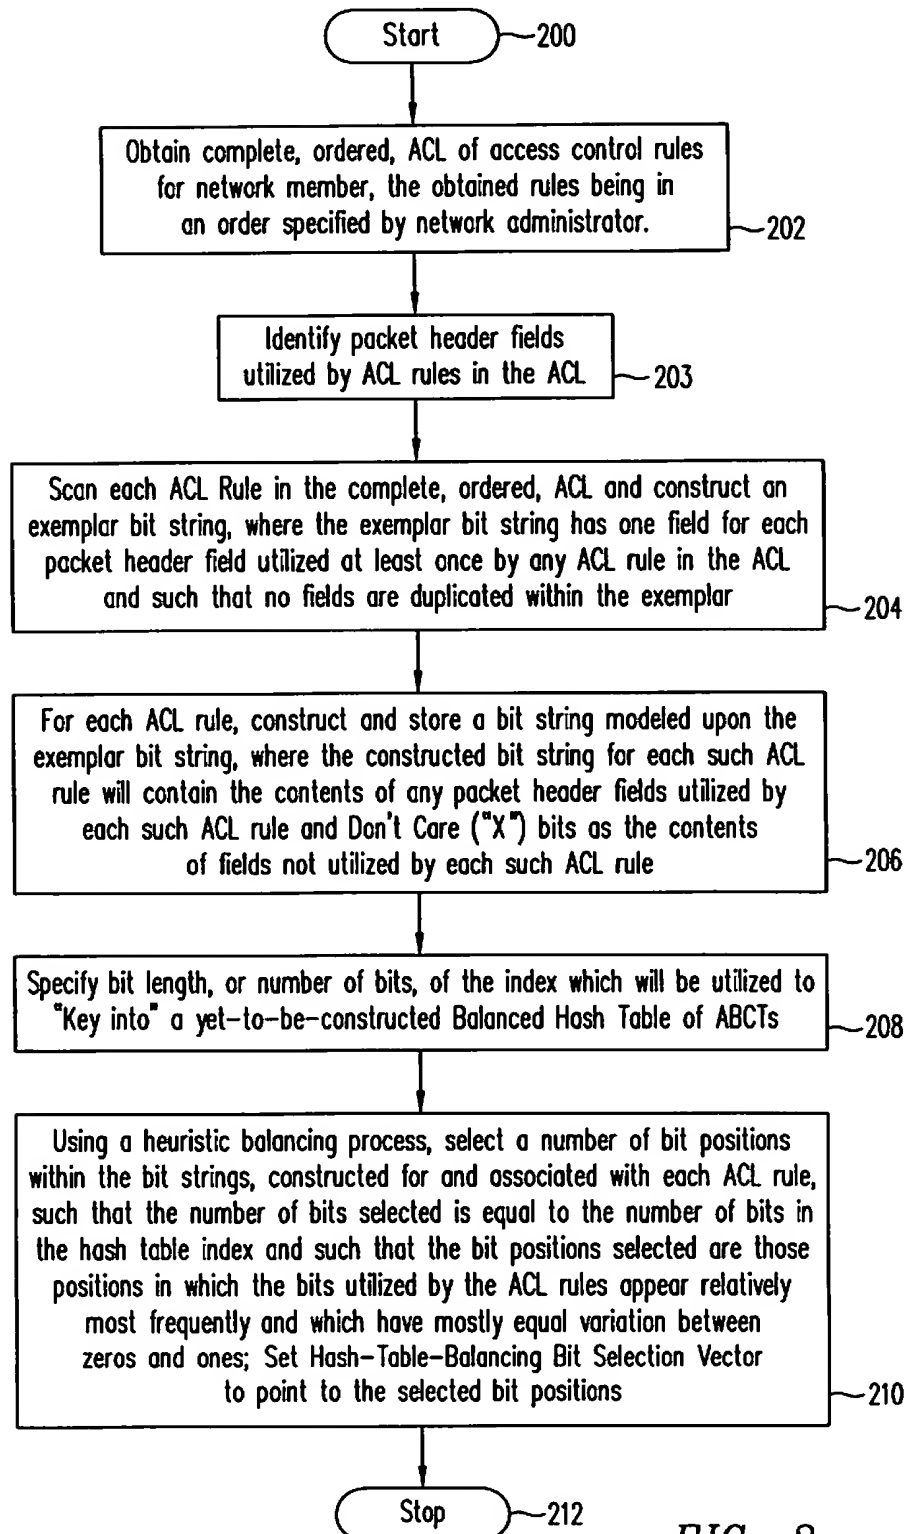 Start
200
Obtain complete, ordered, ACL of access control rules
for network member, the obtained rules being in
an order specified by network administrator.
202
Identify packet header fields
utilized by ACL rules in the ACL
203
Scan each ACL Rule in the complete, ordered, ACL and construct an
exemplar bit string, where the exemplar bit string has one field for each
packet header field utilized at least once by any ACL rule in the ACL
and such that no fields are duplicated within the exemplar
204
For each ACL rule, construct and store a bit string modeled upon the
exemplar bit string, where the constructed bit string for each such ACL
rule will contain the contents of any packet header fields utilized by
each such ACL rule and Don't Care ("X") bits as the contents
of fields not utilized by each such ACL rule
206
Specify bit length, or number of bits, of the index which will be utilized to
"Key into" a yet-to-be-constructed Balanced Hash Table of ABCTs
208
Using a heuristic balancing process, select a number of bit positions
within the bit strings, constructed for and associated with each ACL rule,
such that the number of bits selected is equal to the number of bits in
the hash table index and such that the bit positions selected are those
positions in which the bits utilized by the ACL rules appear relatively
most frequently and which have mostly equal variation between
zeros and ones; Set Hash-Table-Balancing Bit Selection Vector
to point to the selected bit positions
210
Stop
212
FIG.